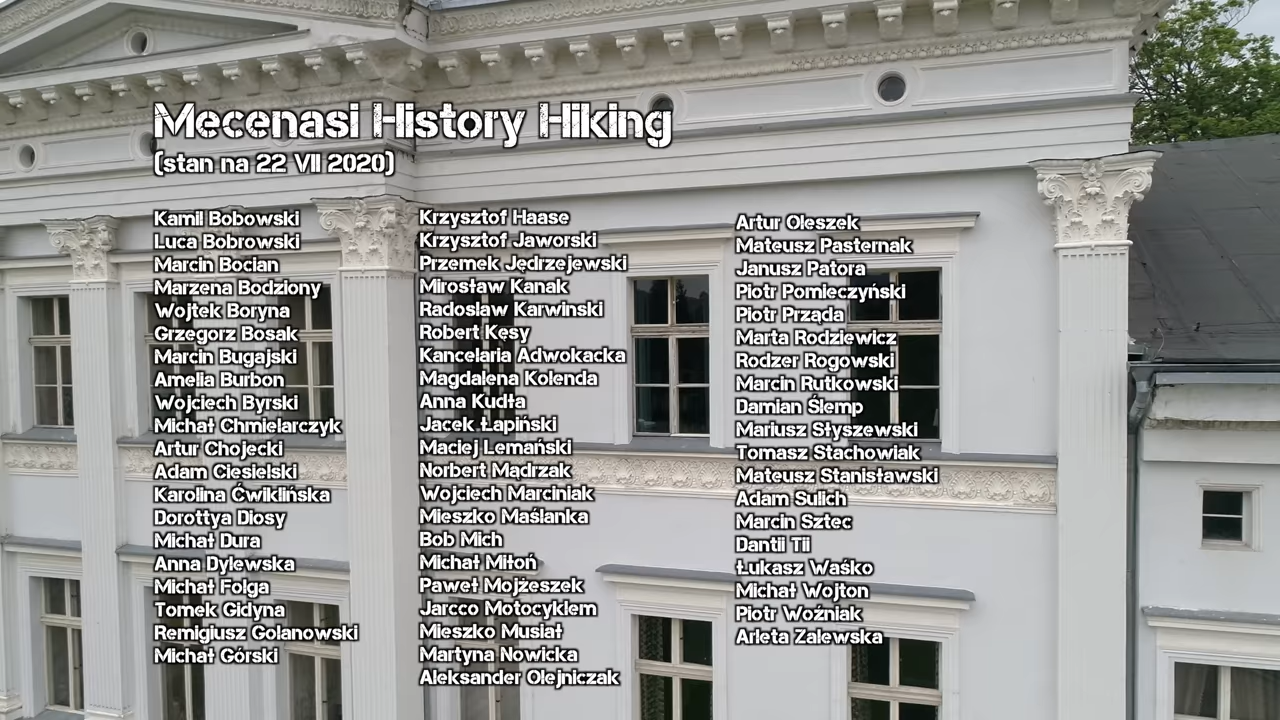 Mecenasi History Hiking
(stan na 22 VII 2020)
Kamil Bobowski
Luca Bobrowski
Marcin Bocian
Marzena Bodziony
Wojtek Boryna
Grzegorz Bosak
Marcin Bugajski
Amelia Burbon
Wojciech Byrski
Michał Chmielarczyk
Artur Chojecki
Adam Ciesielski
Karolina Ćwiklińska
Dorottya Diosy
Michał Dura
Anna Dylewska
Michał Folga
Tomek Gidyna
Remigiusz Golanowski
Michał Górski
Krzysztof Haase
Krzysztof Jaworski
Przemek Jędrzejewski
Mirosław Kanak
Radosław Karwinski
Robert Kęsy
Kancelaria Adwokacka
Magdalena Kolenda
Anna Kudła
Jacek Łapiński
Maciej Lemański
Norbert Mądrzak
Wojciech Marciniak
Mieszko Maślanka
Bob Mich
Michał Miłoń
Paweł Mojżeszek
Jarcco Motocyklem
Mieszko Musiał
Martyna Nowicka
Aleksander Olejniczak
Artur Oleszek
Mateusz Pasternak
Janusz Patora
Piotr Pomieczyński
Piotr Prząda
Marta Rodziewicz
Rodzer Rogowski
Marcin Rutkowski
Damian Ślemp
Mariusz Słyszewski
Tomasz Stachowiak
Mateusz Stanisławski
Adam Sulich
Marcin Sztec
Dantii Tii
Łukasz Waśko
Michał Wojton
Piotr Woźniak
Arleta Zalewska